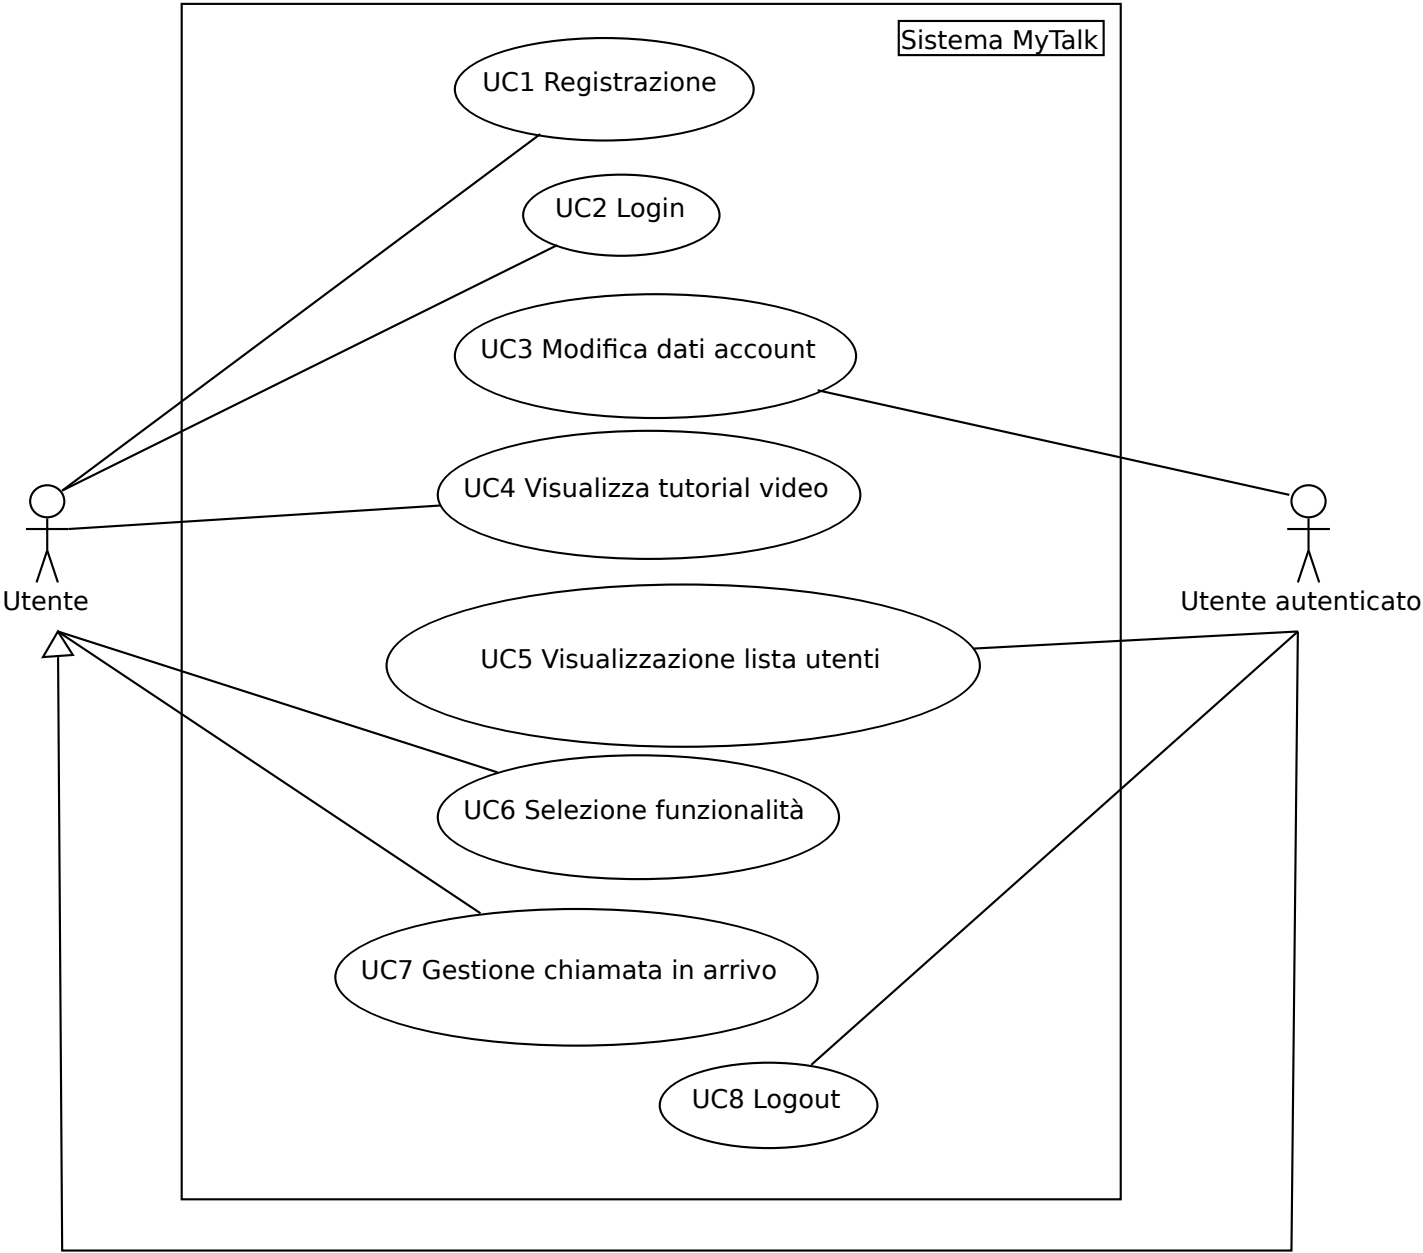 Sistema MyTalk
UC1 Registrazione
UC2 Login
UC3 Modifica dati account
UC4 Visualizza tutorial video
Utente
Utente autenticato
UC5 Visualizzazione lista utenti
UC6 Selezione funzionalità
UC7 Gestione chiamata in arrivo
UC8 Logout